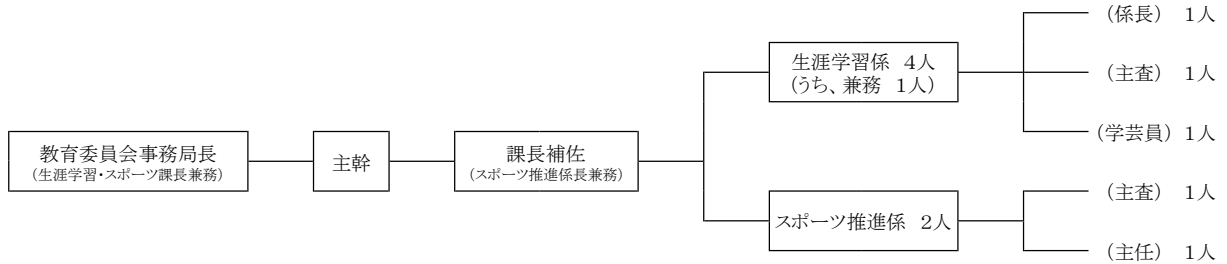 教育委員会事務局長
(生涯学習・スポーツ課長兼務)
主幹
課長補佐
(スポーツ推進係長兼務)
生涯学習係 4人
(うち、兼務 1人)
(係長) 1人
(主査) 1人
(学芸員) 1人
スポーツ推進係 2人
(主査) 1人
(主任) 1人